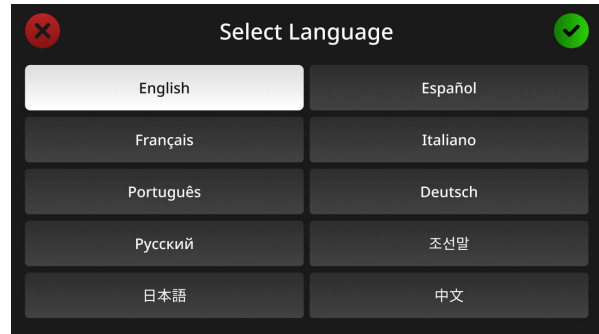 Select Language
English
Español
Français
Italiano
Português
Deutsch
Русский
조선말
日本語
中文